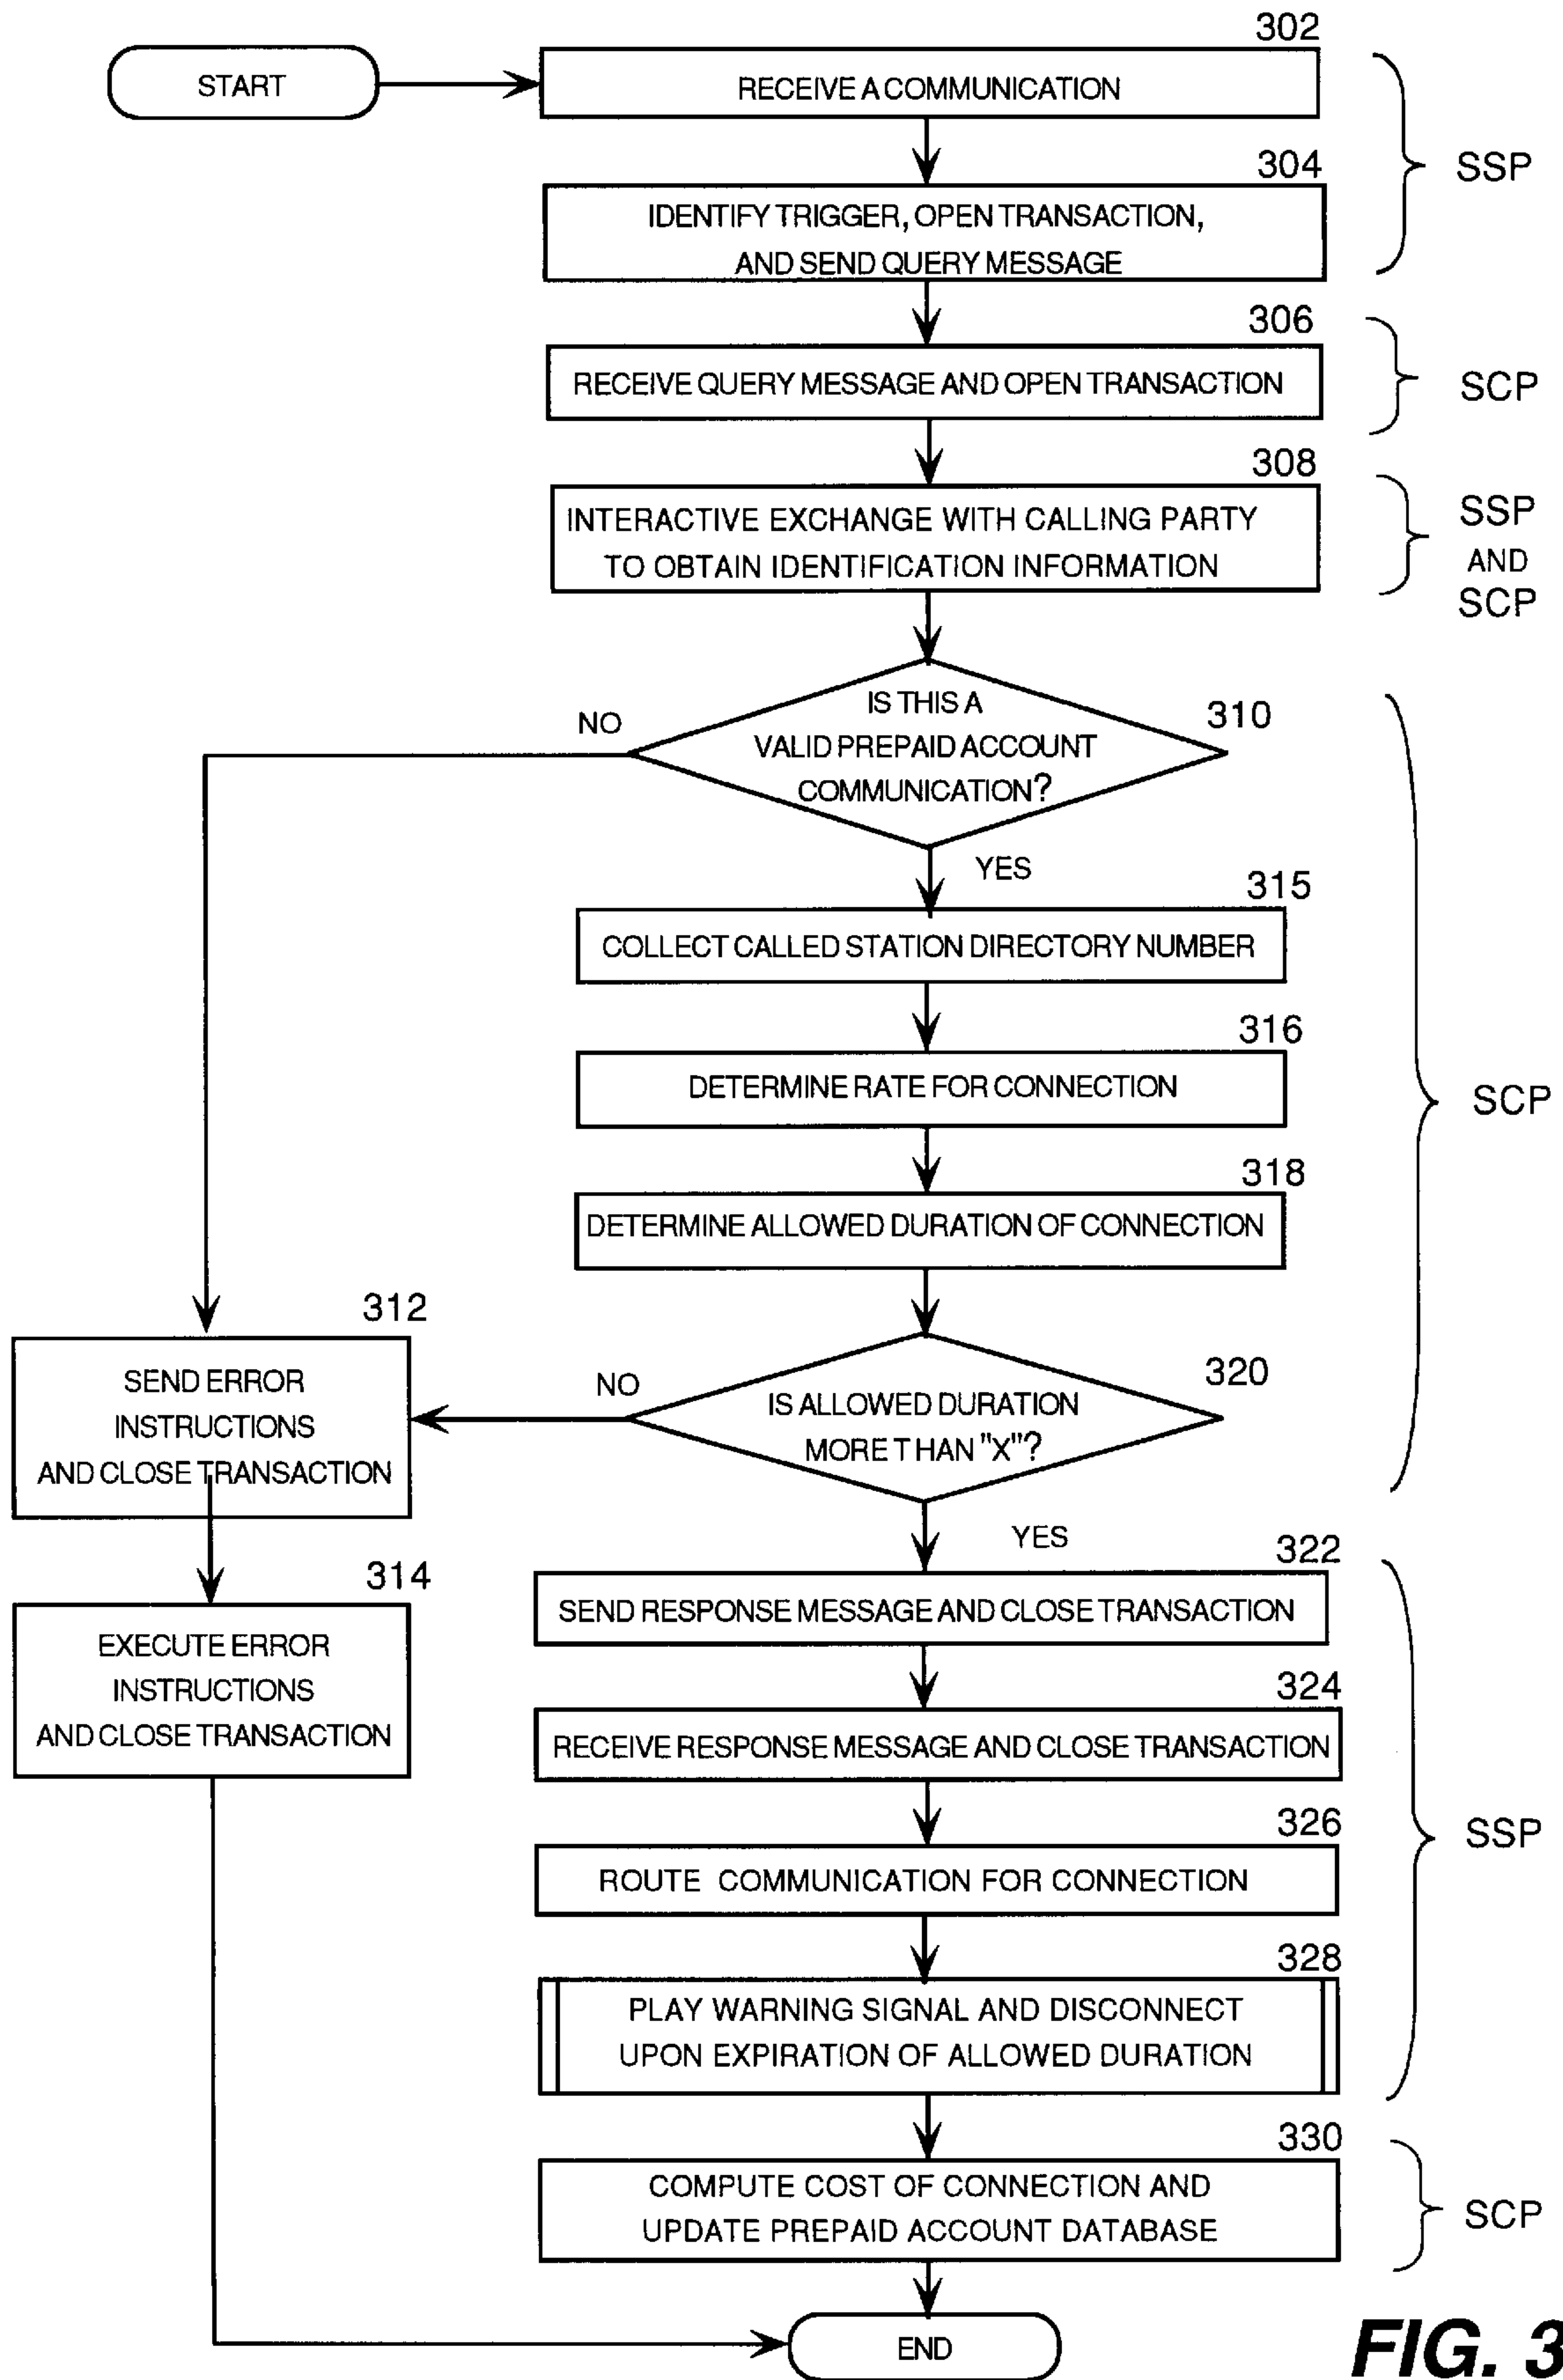 302
START
RECEIVE A COMMUNICATION
304
SSP
IDENTIFY TRIGGER, OPEN TRANSACTION,
AND SEND QUERY MESSAGE
306
RECEIVE QUERY MESSAGE AND OPEN TRANSACTION
SCP
308
INTERACTIVE EXCHANGE WITH CALLING PARTY
TO OBTAIN IDENTIFICATION INFORMATION
SSP
AND
SCP
IS THIS A
VALID PREPAID ACCOUNT
COMMUNICATION?
310
NO
YES
315
COLLECT CALLED STATION DIRECTORY NUMBER
316
DETERMINE RATE FOR CONNECTION
SCP
318
DETERMINE ALLOWED DURATION OF CONNECTION
312
SEND ERROR
INSTRUCTIONS
AND CLOSE TRANSACTION
NO
IS ALLOWED DURATION
MORE THAN "X"?
320
YES
314
EXECUTE ERROR
INSTRUCTIONS
AND CLOSE TRANSACTION
322
SEND RESPONSE MESSAGE AND CLOSE TRANSACTION
324
RECEIVE RESPONSE MESSAGE AND CLOSE TRANSACTION
326
ROUTE COMMUNICATION FOR CONNECTION
SSP
328
PLAY WARNING SIGNAL AND DISCONNECT
UPON EXPIRATION OF ALLOWED DURATION
330
COMPUTE COST OF CONNECTION AND
UPDATE PREPAID ACCOUNT DATABASE
SCP
END
FIG. 3